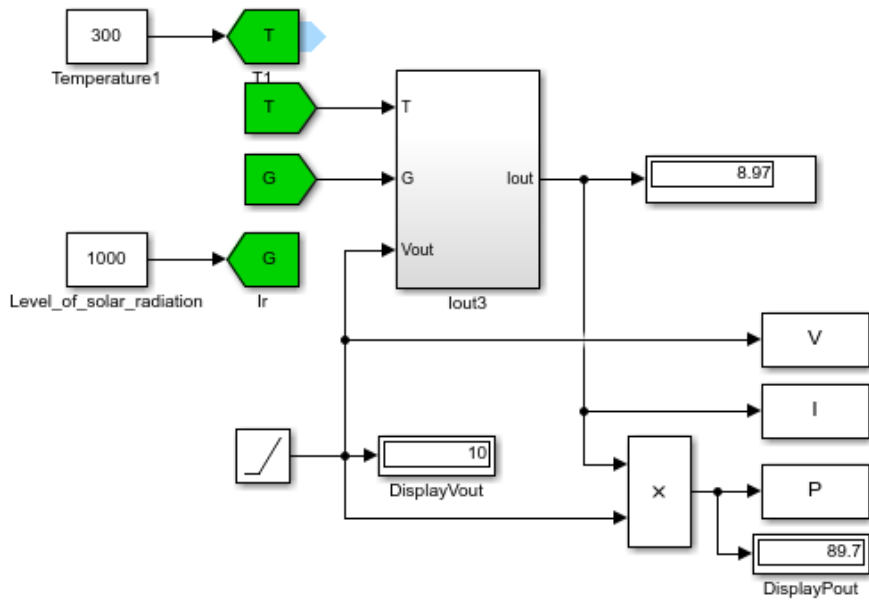 300
T
Temperature1
T1
T
T
G
G
Iout
8.97
1000
G
Vout
Level_of_solar_radiation
Ir
Iout3
V
I
10
DisplayVout
×
P
89.7
DisplayPout